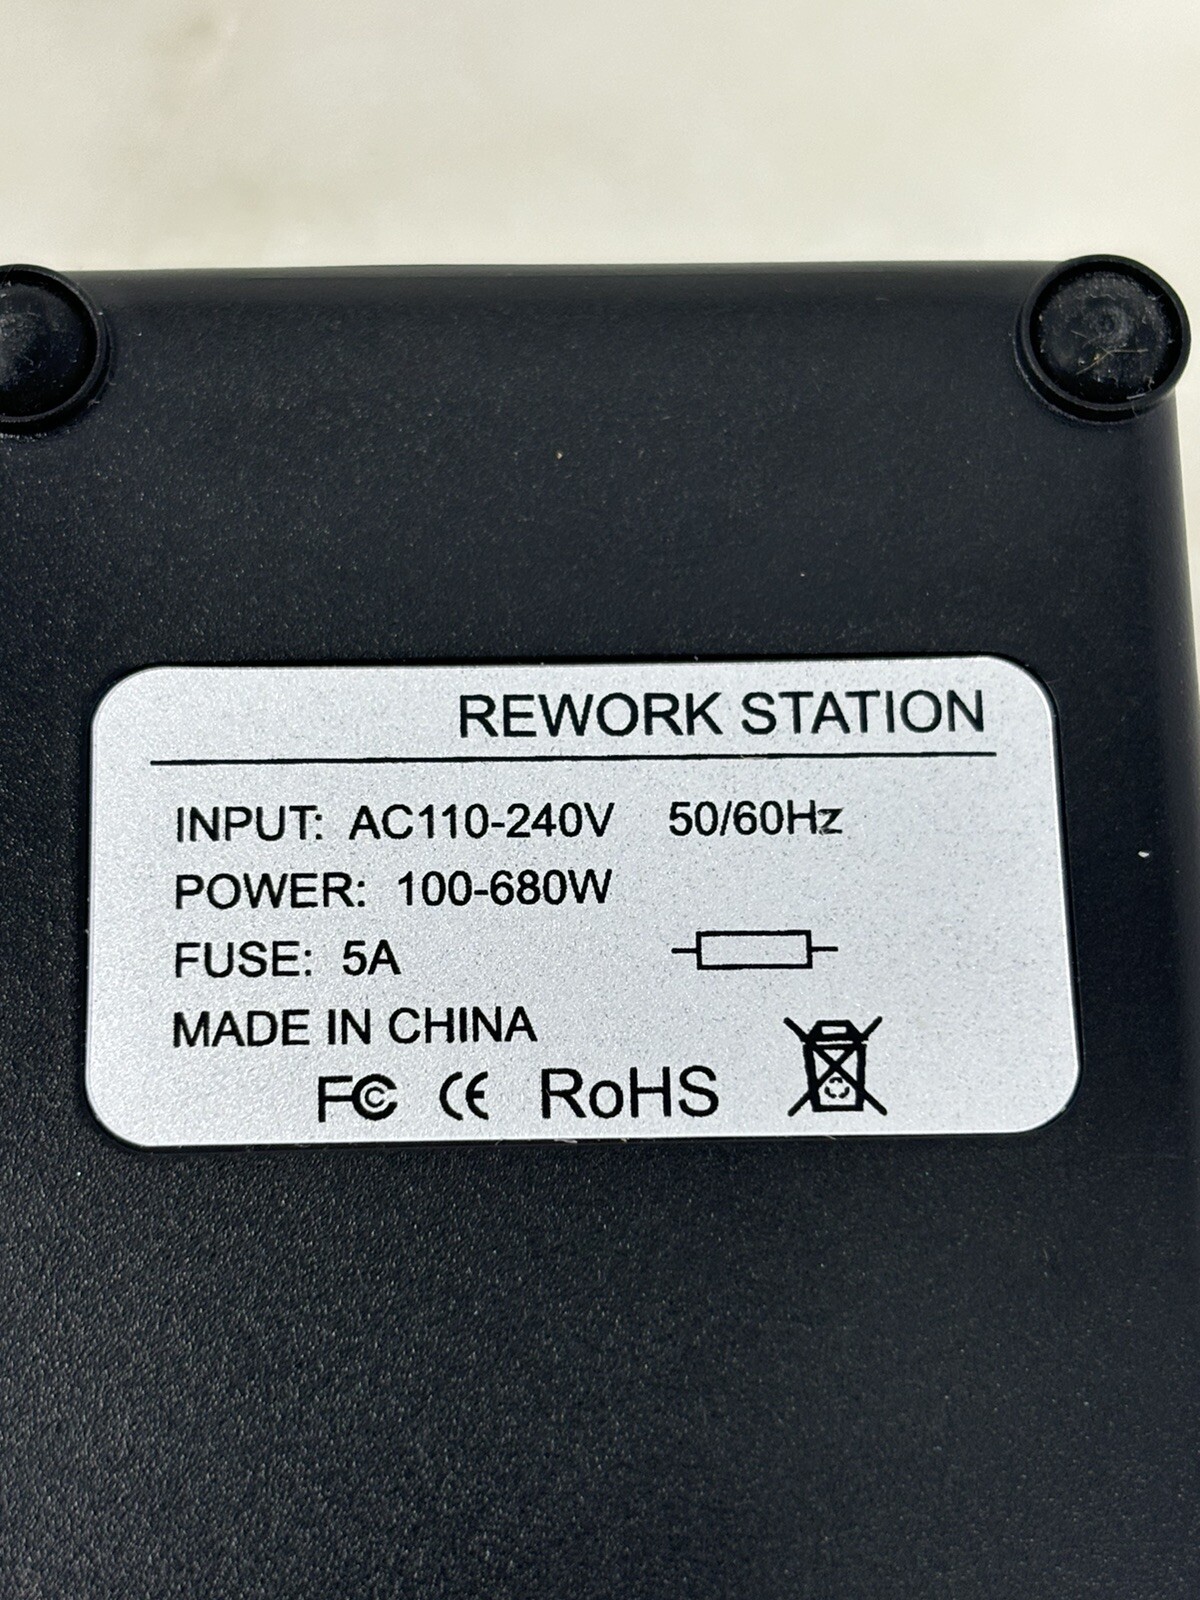 REWORK STATION
INPUT: AC110-240V 50/60Hz
POWER: 100-680W
FUSE: 5A
MADE IN CHINA
FC CE RoHS